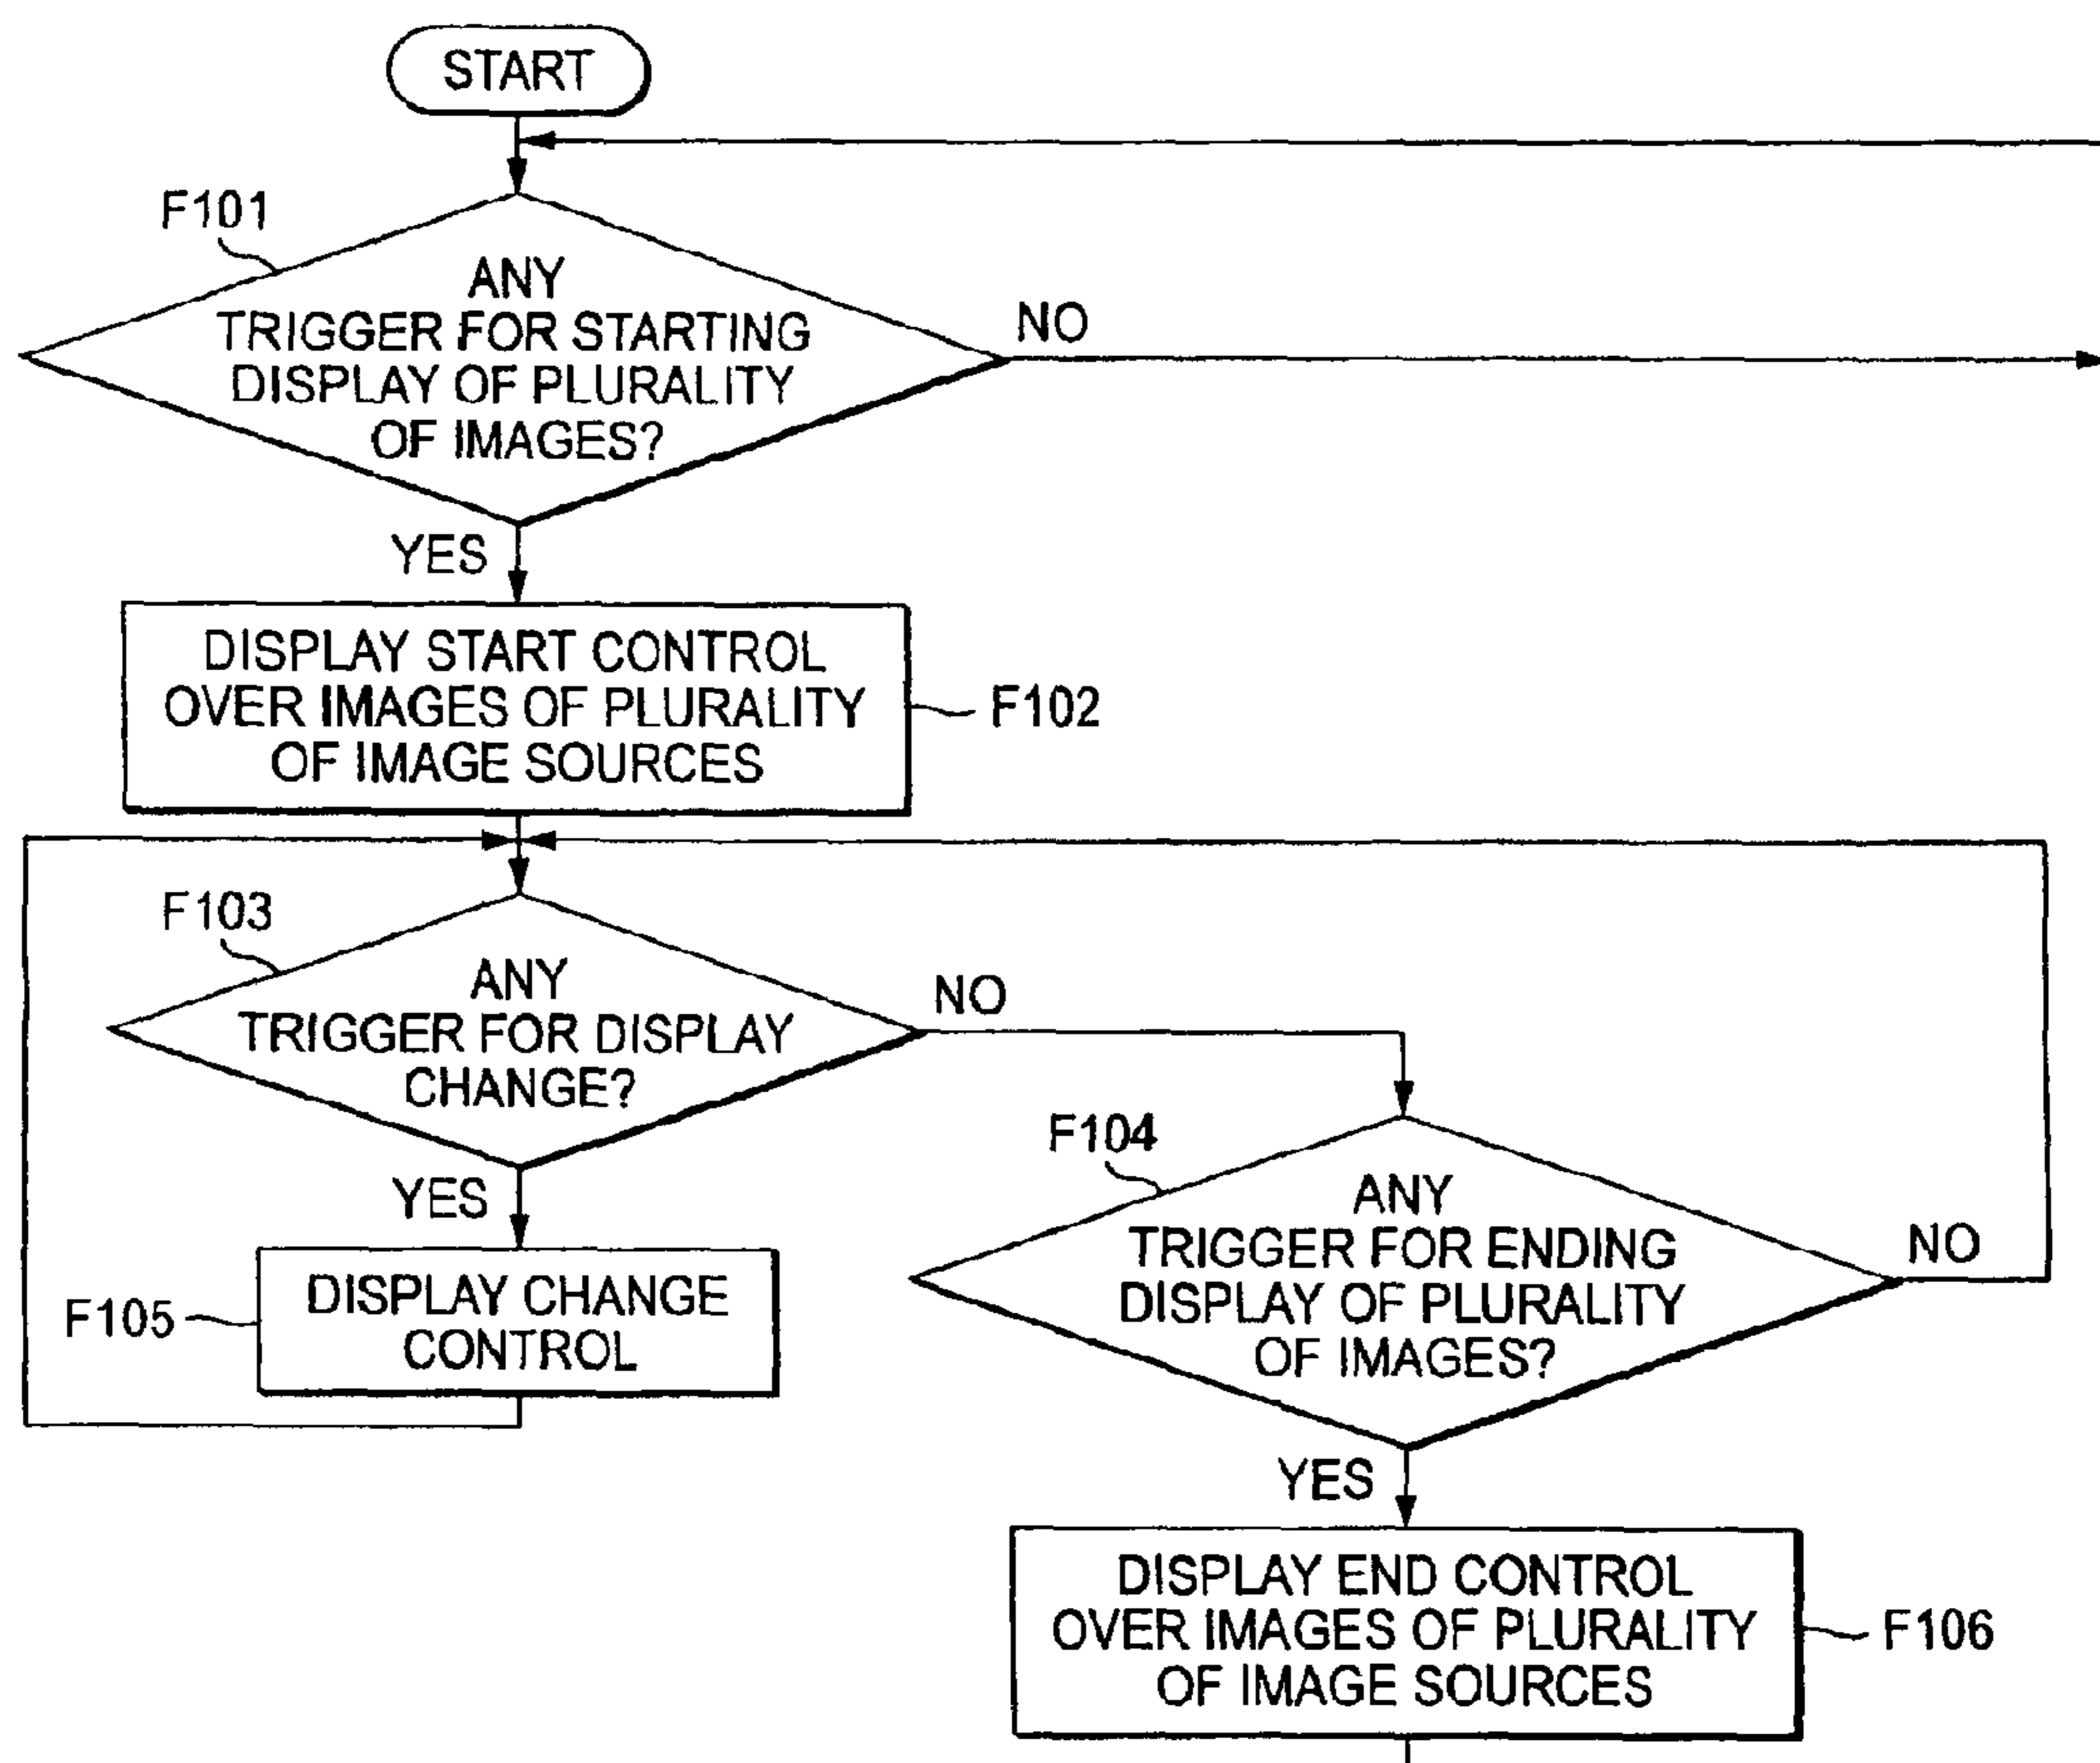 START
F101
ANY
TRIGGER FOR STARTING
DISPLAY OF PLURALITY
OF IMAGES?
NO
YES
DISPLAY START CONTROL
OVER IMAGES OF PLURALITY
OF IMAGE SOURCES
F102
F103
ANY
TRIGGER FOR DISPLAY
CHANGE?
NO
YES
F105
DISPLAY CHANGE
CONTROL
F104
ANY
TRIGGER FOR ENDING
DISPLAY OF PLURALITY
OF IMAGES?
NO
YES
DISPLAY END CONTROL
OVER IMAGES OF PLURALITY
OF IMAGE SOURCES
F106